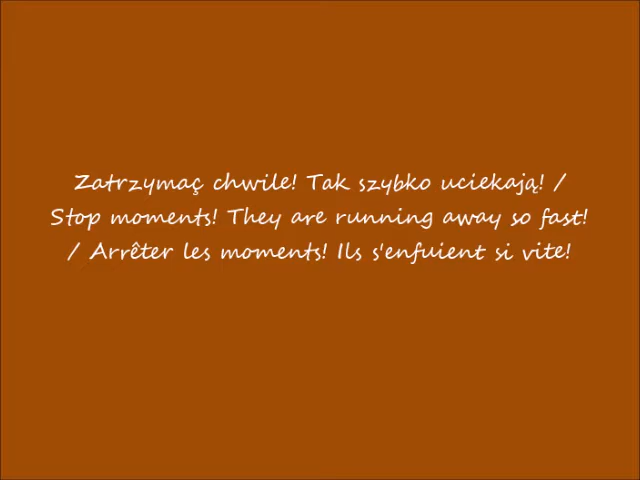 Zatrzymaç chwile! Tak szybko uciekają! /
Stop moments! They are running away so fast!
/ Arrêter les moments! Ils s'enfuient si vite!